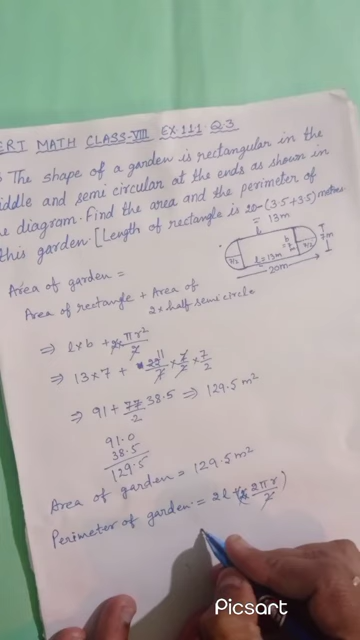 ERT MATH CLASS-VIII EX.11.1 Q.3
The shape of a garden is rectangular in the
iddle and semi circular at the ends as shown in
e diagram. Find the area and the perimeter of
this garden. [Length of rectangle is 20-(3.5+3.5) metres
= 13m
l=13m
20m
7m
Area of garden =
Area of rectangle + Area of
2 x half semi circle
⇒ l x b + 2 x πr²/2
⇒ 13 x 7 + 22/7 x 7/2 x 7/2
⇒ 91 + 77/2 38.5 ⇒ 129.5 m²
91.0
38.5
129.5
Area of garden = 129.5 m²
Perimeter of garden = 2l + (2 2πr/2)
Picsart